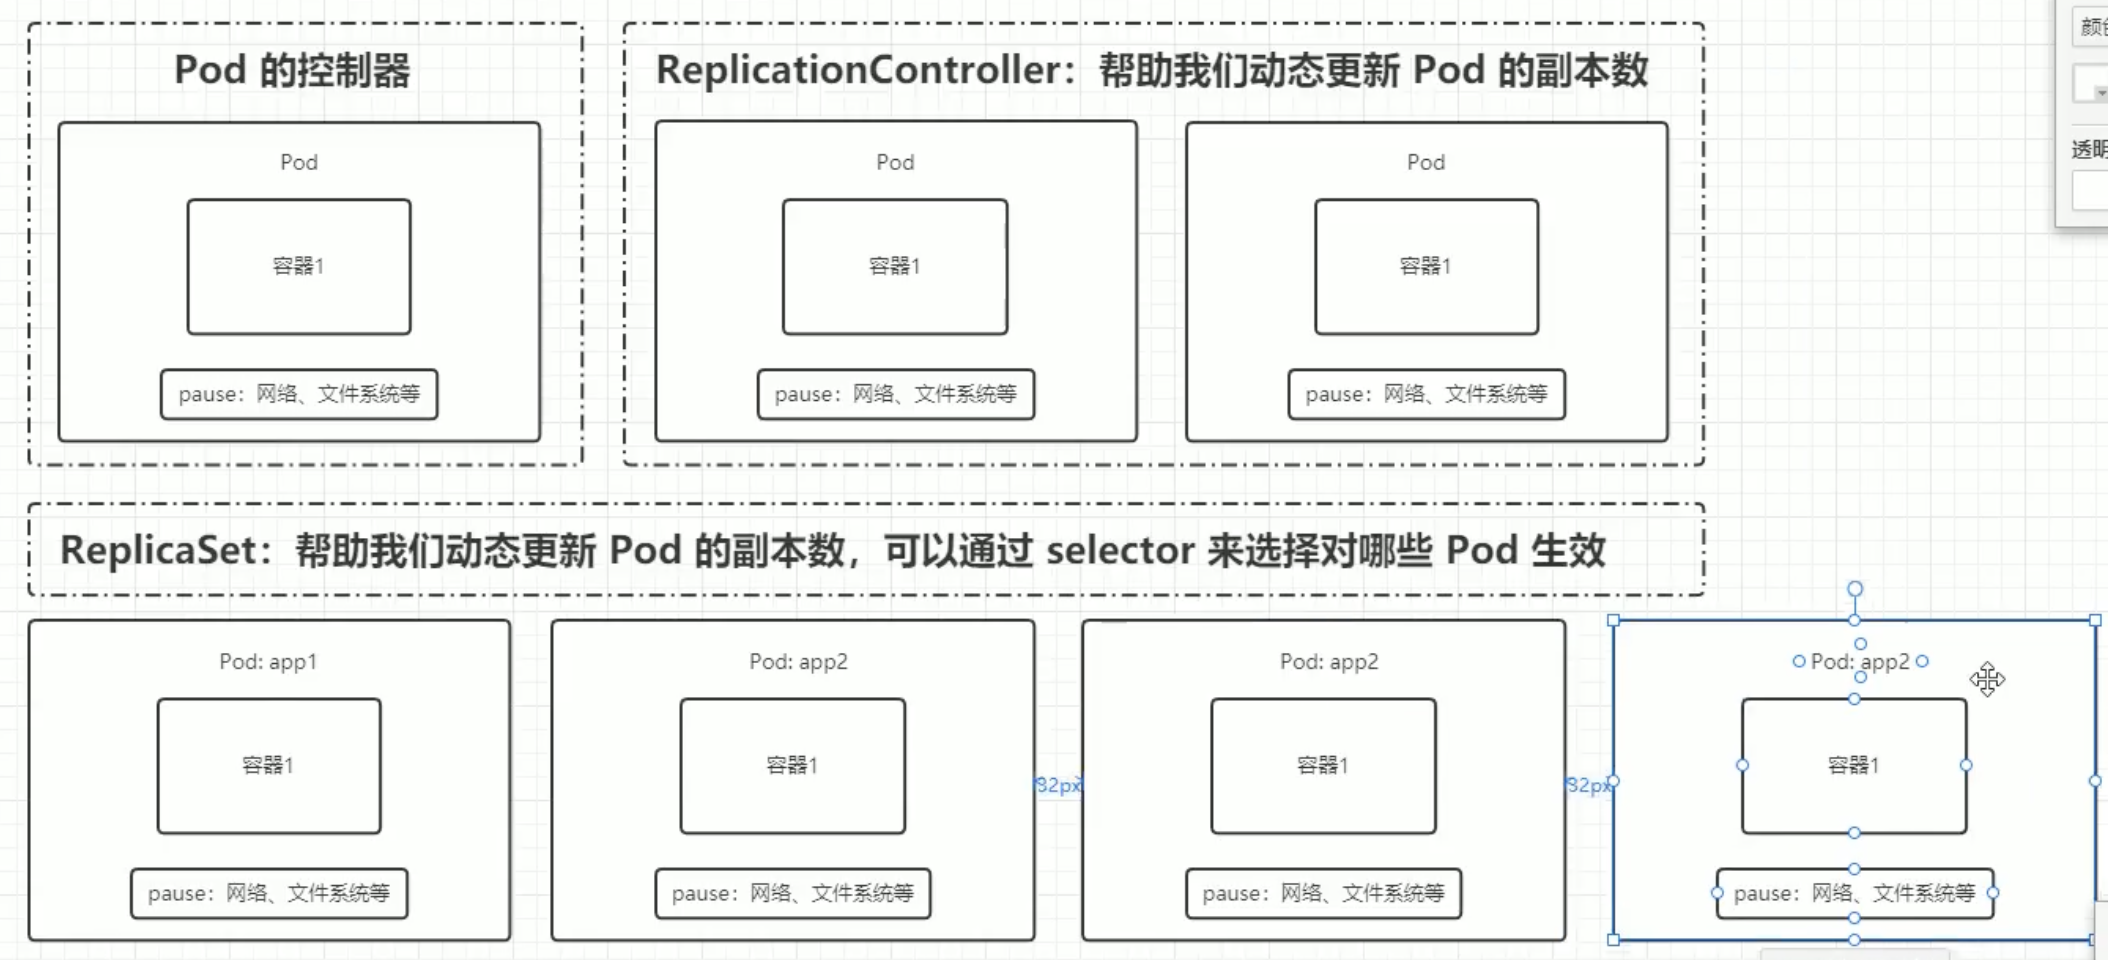 Pod 的控制器
ReplicationController：帮助我们动态更新 Pod 的副本数
Pod
容器1
pause：网络、文件系统等
Pod
容器1
pause：网络、文件系统等
Pod
容器1
pause：网络、文件系统等
透明
ReplicaSet：帮助我们动态更新 Pod 的副本数，可以通过 selector 来选择对哪些 Pod 生效
Pod: app1
容器1
pause：网络、文件系统等
Pod: app2
容器1
pause：网络、文件系统等
32px
Pod: app2
容器1
pause：网络、文件系统等
32px
Pod: app2
容器1
pause：网络、文件系统等